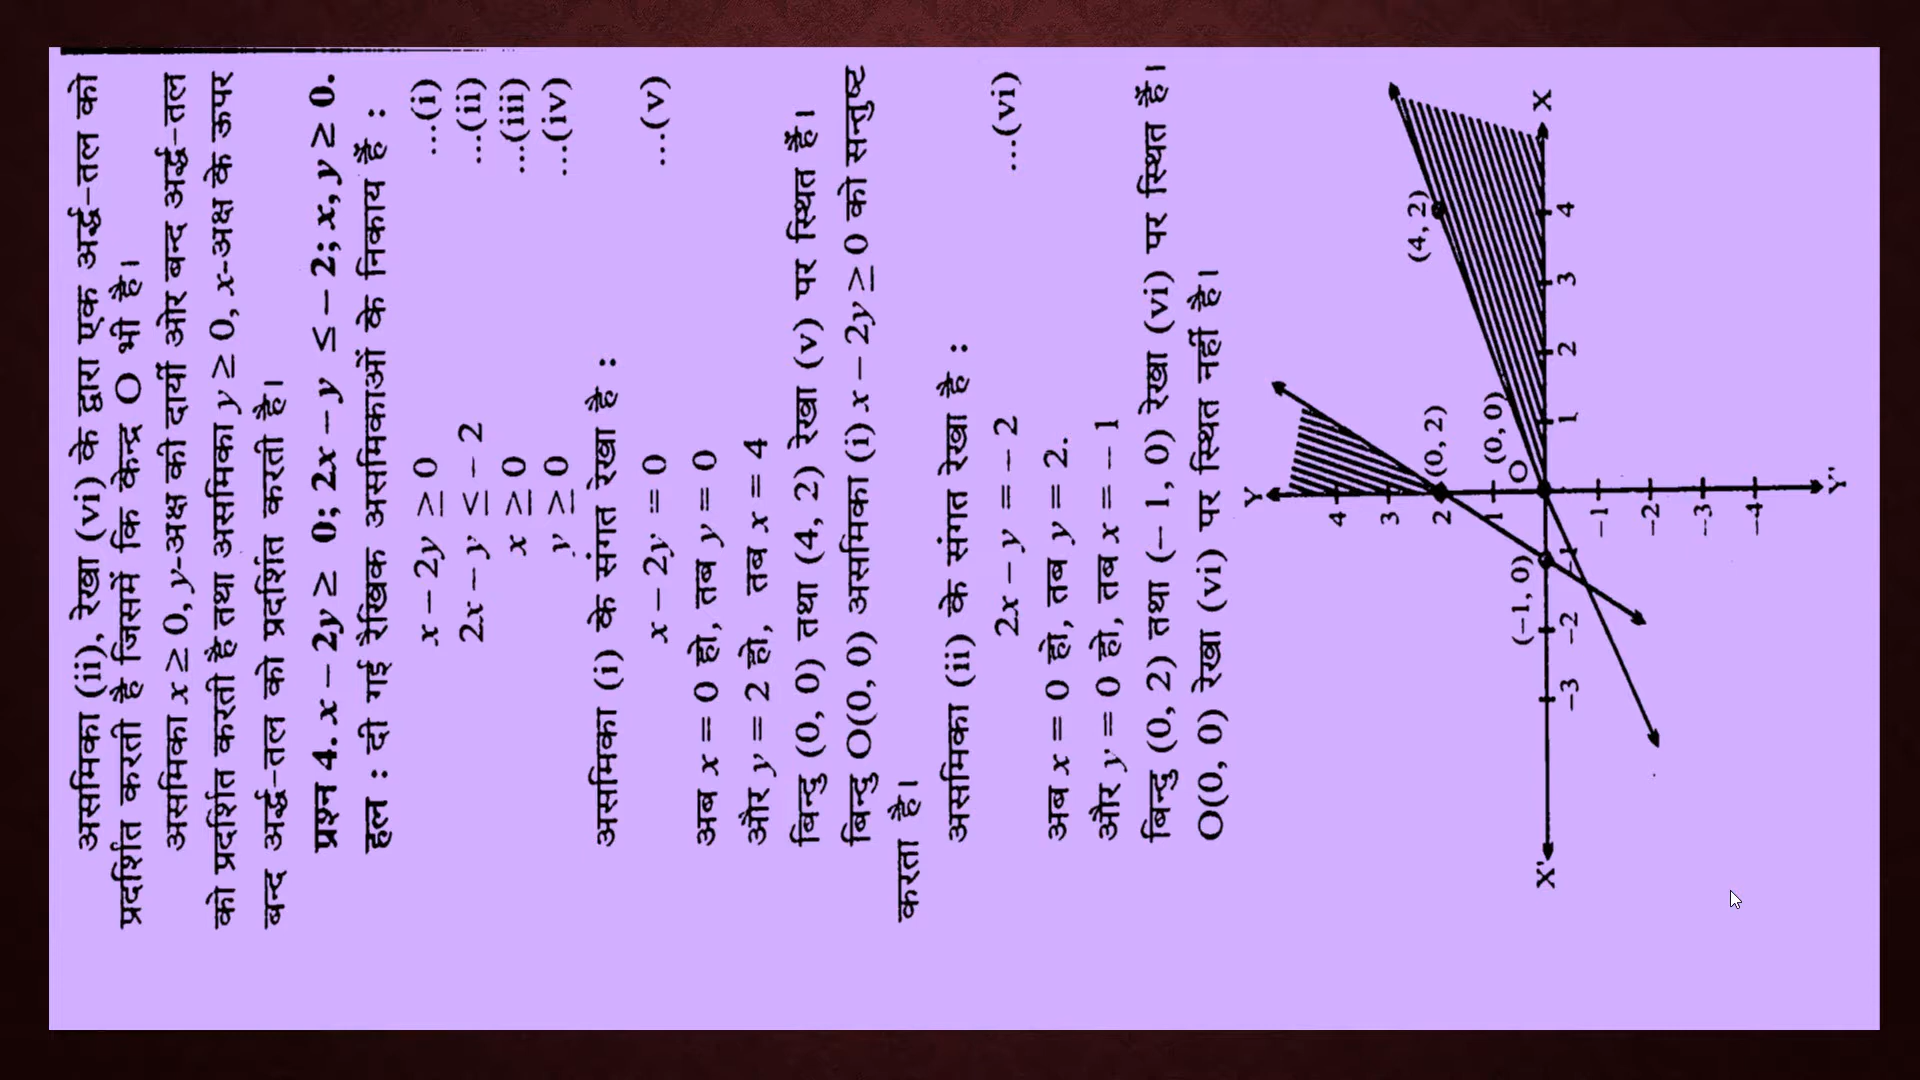 असमिका (ii), रेखा (vi) के द्वारा एक अर्द्ध-तल को
प्रदर्शित करती है जिसमें कि केन्द्र O भी है।
असमिका x ≥ 0, y-अक्ष की दायीं ओर बन्द अर्द्ध-तल
को प्रदर्शित करती है तथा असमिका y ≥ 0, x-अक्ष के ऊपर
बन्द अर्द्ध-तल को प्रदर्शित करती है।
प्रश्न 4. x – 2y ≥ 0; 2x – y ≤ – 2; x, y ≥ 0.
हल : दी गई रैखिक असमिकाओं के निकाय हैं :
x – 2y ≥ 0 ...(i)
2x – y ≤ – 2 ...(ii)
x ≥ 0 ...(iii)
y ≥ 0 ...(iv)
असमिका (i) के संगत रेखा है :
x – 2y = 0 ...(v)
अब x = 0 हो, तब y = 0
और y = 2 हो, तब x = 4
बिन्दु (0, 0) तथा (4, 2) रेखा (v) पर स्थित हैं।
बिन्दु O(0, 0) असमिका (i) x – 2y ≥ 0 को सन्तुष्ट
करता है।
असमिका (ii) के संगत रेखा है :
2x – y = – 2 ...(vi)
अब x = 0 हो, तब y = 2.
और y = 0 हो, तब x = – 1
बिन्दु (0, 2) तथा (– 1, 0) रेखा (vi) पर स्थित हैं।
O(0, 0) रेखा (vi) पर स्थित नहीं है।
Y
4
3
2
1
(0, 2)
(4, 2)
(0, 0)
O
(–1, 0)
X'
–3
–2
–
1
2
3
4
X
–1
–2
–3
–4
Y'